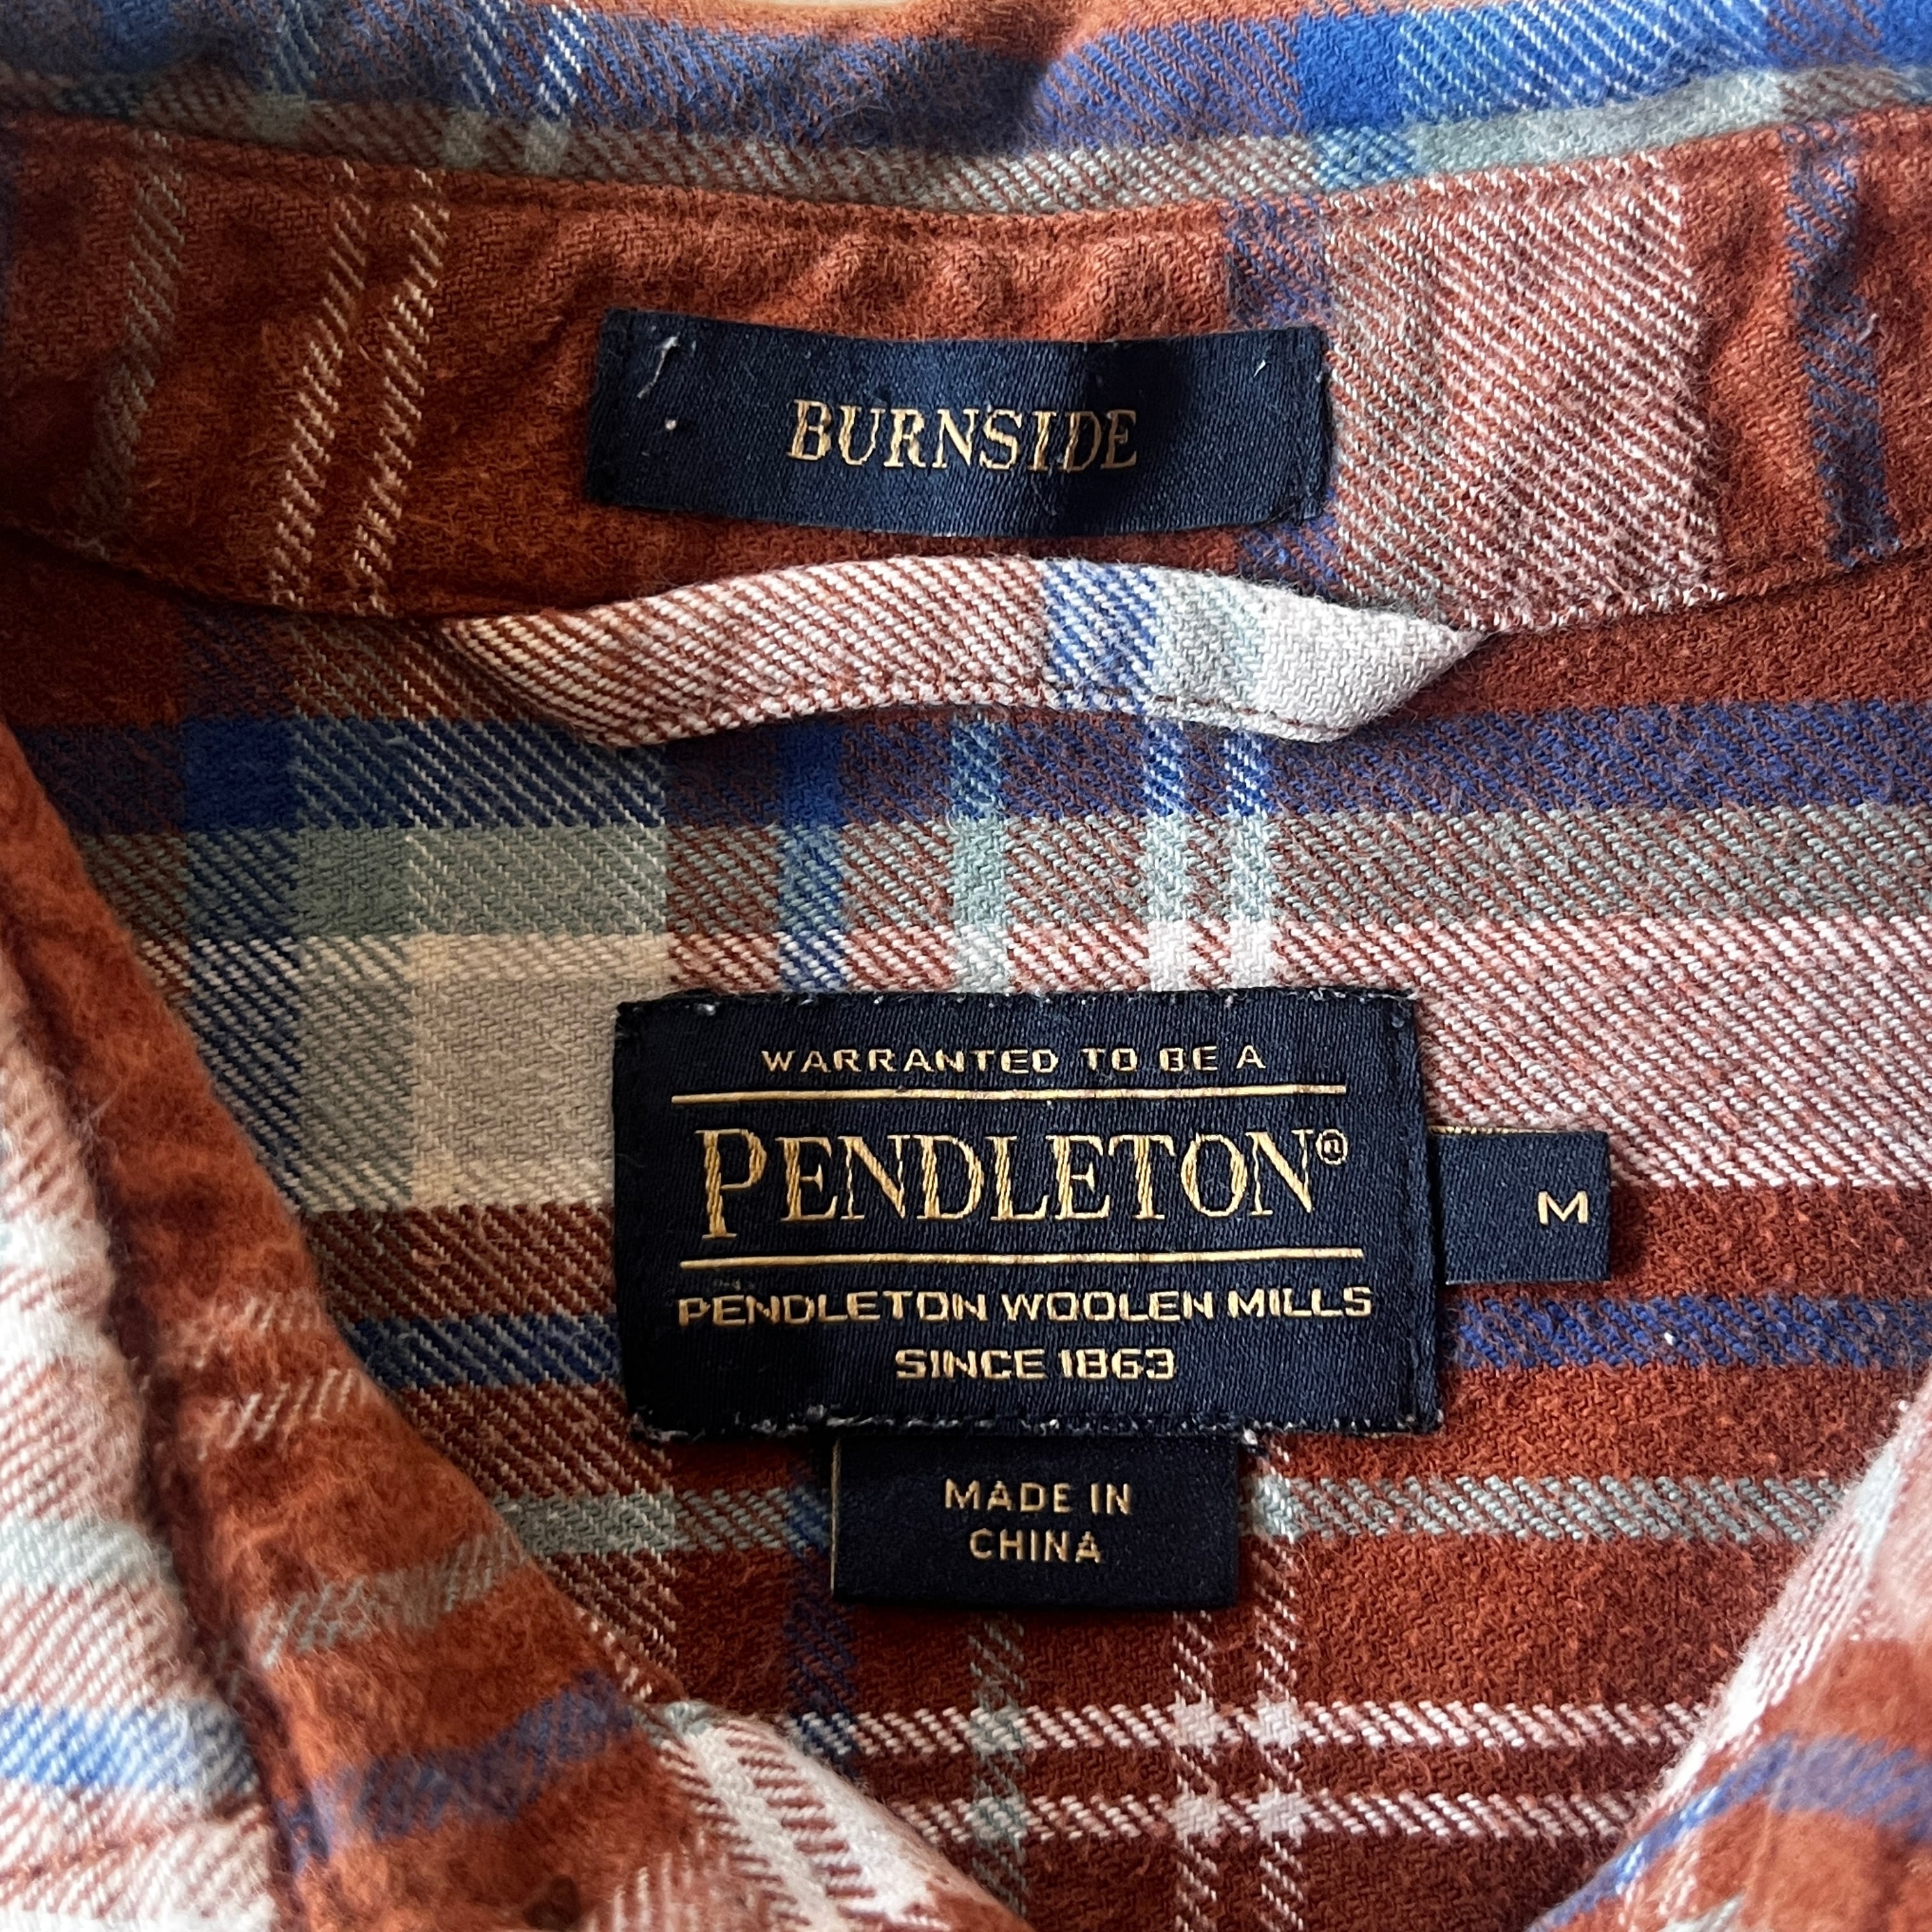 BURNSIDE
WARRANTED TO BE A
PENDLETON®
M
PENDLETON WOOLEN MILLS
SINCE 1863
MADE IN
CHINA